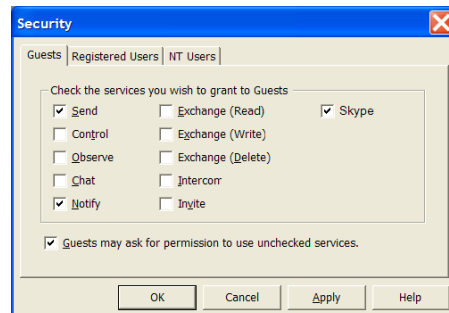 Security
Guests Registered Users NT Users
Check the services you wish to grant to Guests
Send Exchange (Read) Skype
Control Exchange (Write)
Observe Exchange (Delete)
Chat Intercom
Notify Invite
Guests may ask for permission to use unchecked services.
OK Cancel Apply Help